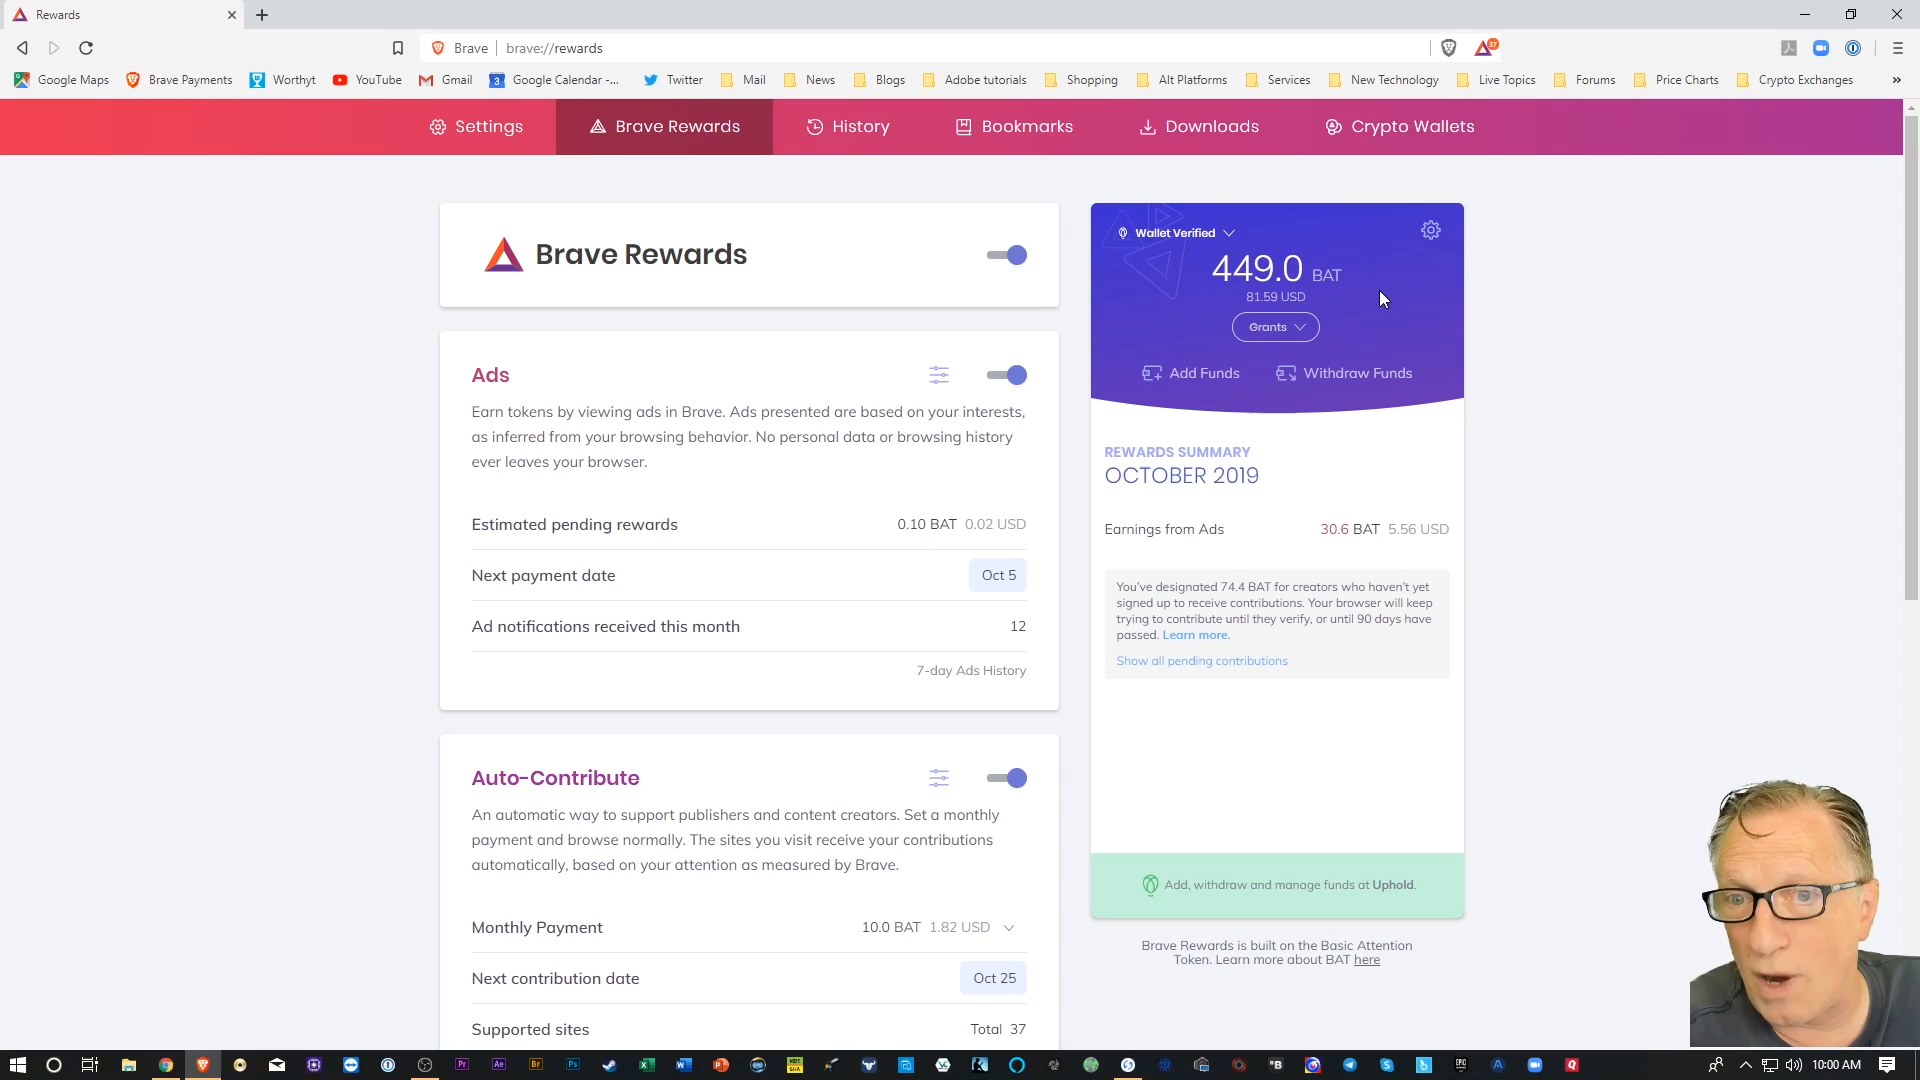 Rewards
Brave
brave://rewards
37
Google Maps
Brave Payments
Worthyt
YouTube
Gmail
3
Google Calendar -...
Twitter
Mail
News
Blogs
Adobe tutorials
Shopping
Alt Platforms
Services
New Technology
Live Topics
Forums
Price Charts
Crypto Exchanges
»
Settings
Brave Rewards
History
Bookmarks
Downloads
Crypto Wallets
Brave Rewards
Ads
Earn tokens by viewing ads in Brave. Ads presented are based on your interests,
as inferred from your browsing behavior. No personal data or browsing history
ever leaves your browser.
Estimated pending rewards
0.10 BAT 0.02 USD
Next payment date
Oct 5
Ad notifications received this month
12
7-day Ads History
Auto-Contribute
An automatic way to support publishers and content creators. Set a monthly
payment and browse normally. The sites you visit receive your contributions
automatically, based on your attention as measured by Brave.
Monthly Payment
10.0 BAT 1.82 USD
Next contribution date
Oct 25
Supported sites
Total 37
Wallet Verified
449.0 BAT
81.59 USD
Grants
Add Funds
Withdraw Funds
REWARDS SUMMARY
OCTOBER 2019
Earnings from Ads
30.6 BAT 5.56 USD
You've designated 74.4 BAT for creators who haven't yet
signed up to receive contributions. Your browser will keep
trying to contribute until they verify, or until 90 days have
passed. Learn more.
Show all pending contributions
Add, withdraw and manage funds at Uphold.
Brave Rewards is built on the Basic Attention
Token. Learn more about BAT here
Pr
Ae
Br
Ps
10:00 AM